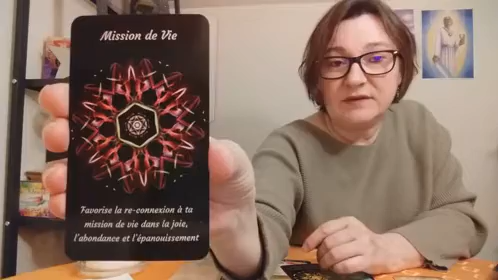 Mission de Vie
Favorise la re-connexion à ta
mission de vie dans la joie,
l'abondance et l'épanouissement